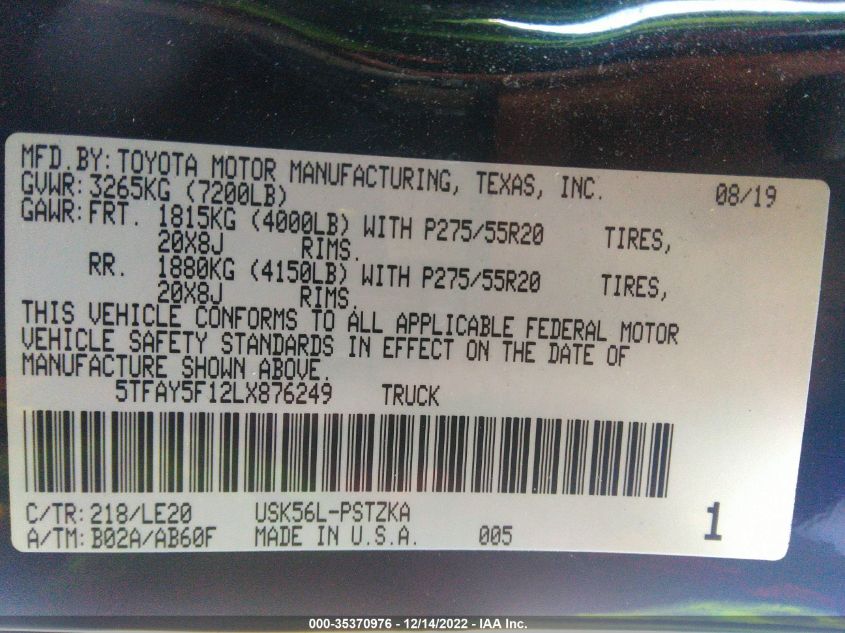 MFD.BY: TOYOTA MOTOR MANUFACTURING, TEXAS, INC. 08/19
GVWR: 3265KG (7200LB)
GAWR: FRT. 1815KG (4000LB) WITH P275/55R20 TIRES,
20X8J RIMS.
RR. 1880KG (4150LB) WITH P275/55R20 TIRES,
20X8J RIMS.
THIS VEHICLE CONFORMS TO ALL APPLICABLE FEDERAL MOTOR
VEHICLE SAFETY STANDARDS IN EFFECT ON THE DATE OF
MANUFACTURE SHOWN ABOVE.
5TFAY5F12LX876249 TRUCK
C/TR: 218/LE20 USK56L-PSTZKA
A/TM: B02A/AB60F MADE IN U.S.A. 005 1
000-35370976 - 12/14/2022 - IAA Inc.